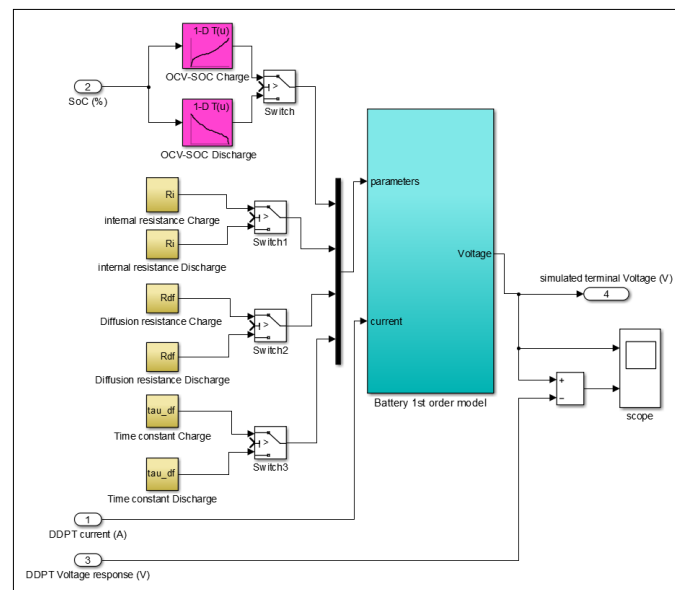 1-D T(u)
OCV-SOC Charge
2
SoC (%)
>
Switch
1-D T(u)
OCV-SOC Discharge
parameters
Ri
internal resistance Charge
>
Switch1
Ri
internal resistance Discharge
Voltage
simulated terminal Voltage (V)
4
Rdf
Diffusion resistance Charge
>
Switch2
current
Rdf
Diffusion resistance Discharge
+
−
scope
Battery 1st order model
tau_df
Time constant Charge
>
Switch3
tau_df
Time constant Discharge
1
DDPT current (A)
3
DDPT Voltage response (V)